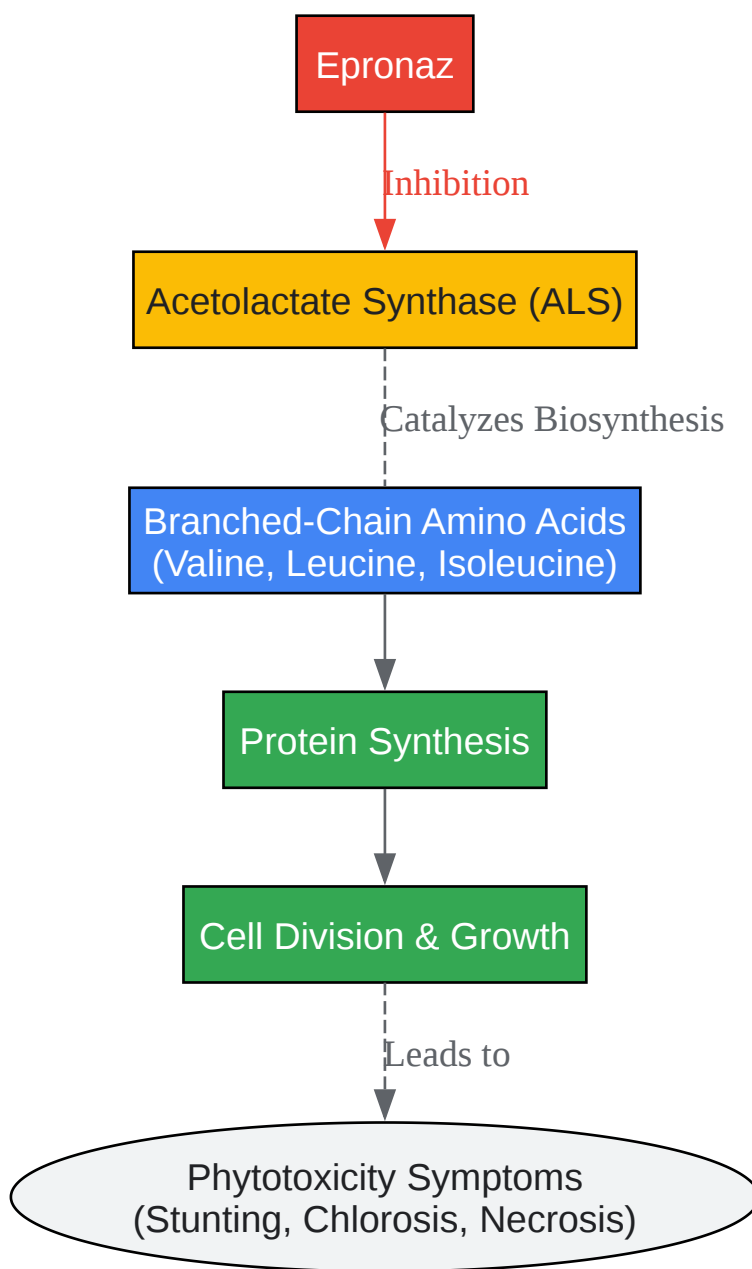 Epronaz
Inhibition
Acetolactate Synthase (ALS)
Catalyzes Biosynthesis
Branched-Chain Amino Acids
(Valine, Leucine, Isoleucine)
Protein Synthesis
Cell Division & Growth
Leads to
Phytotoxicity Symptoms
(Stunting, Chlorosis, Necrosis)